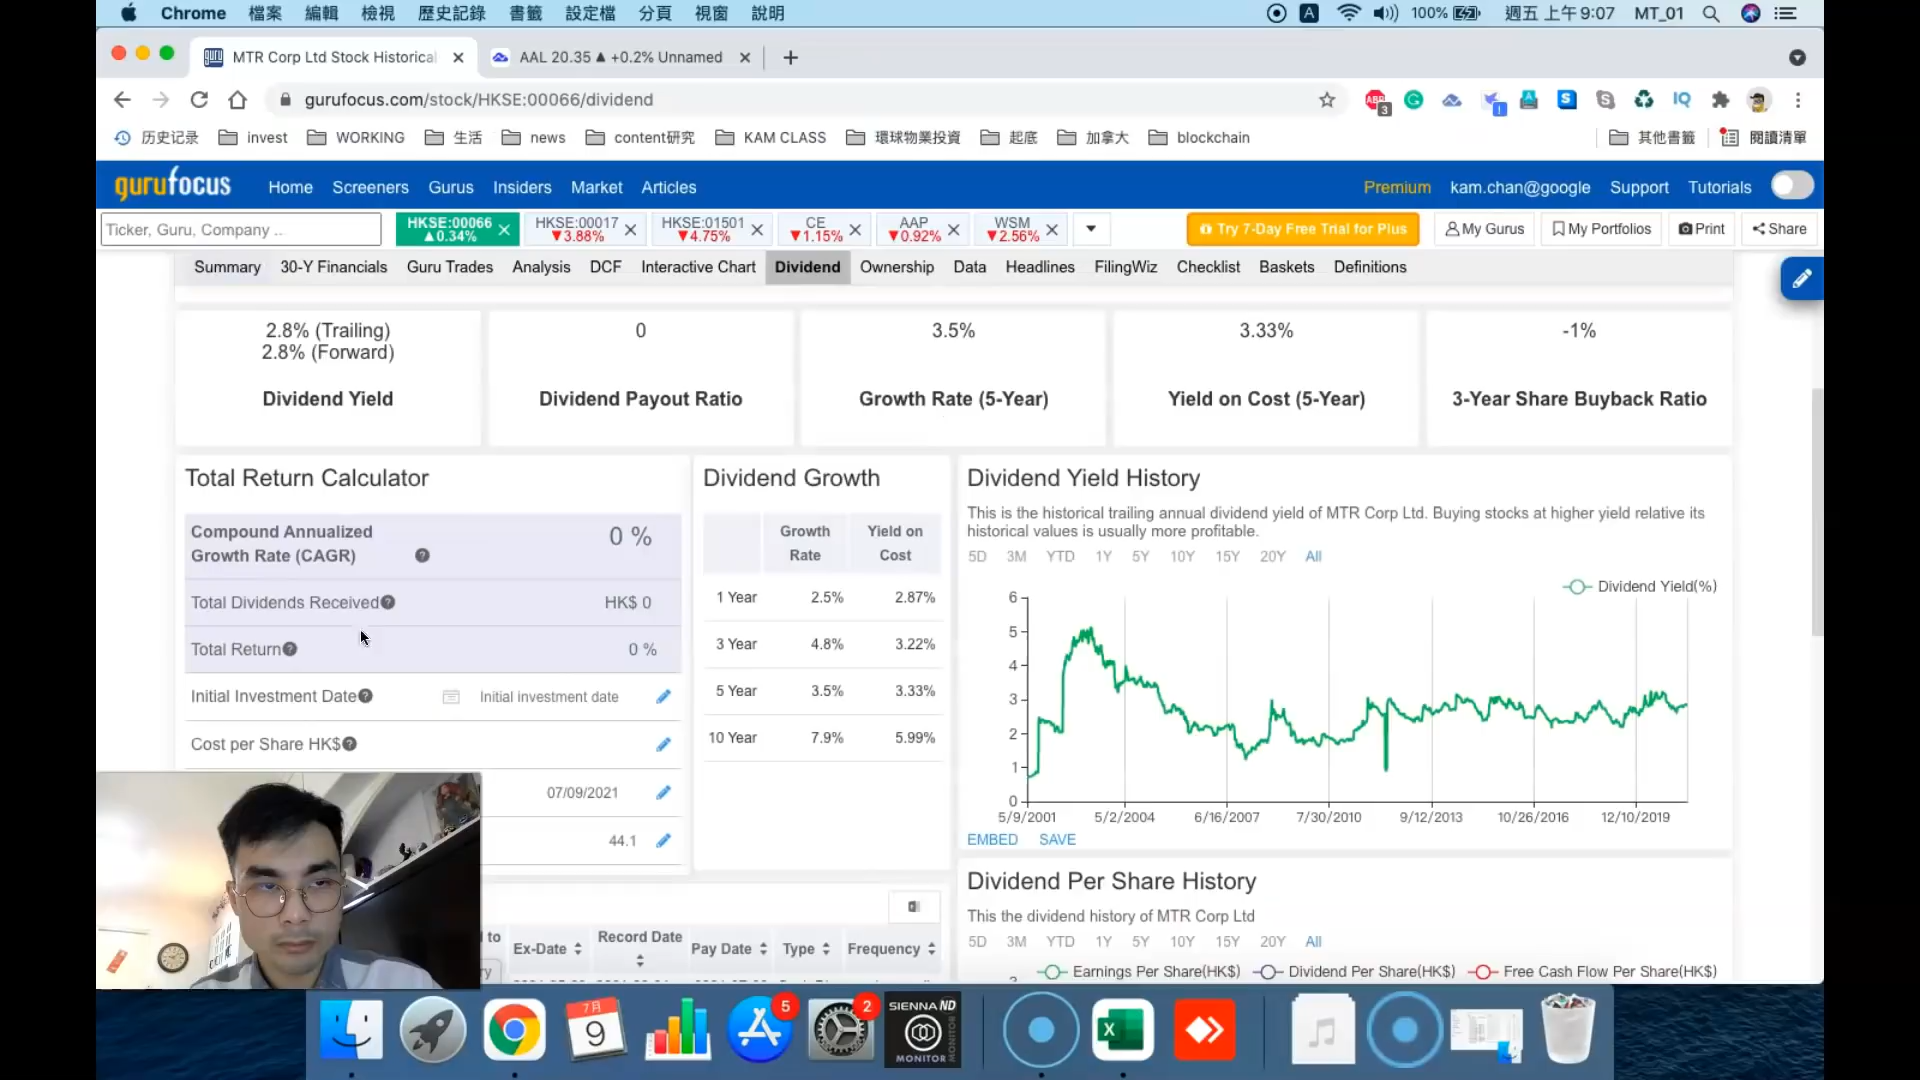 Chrome 檔案 編輯 檢視 歷史記錄 書籤 設定檔 分頁 視窗 說明 A 100% 週五 上午9:07 MT_01
MTR Corp Ltd Stock Historical AAL 20.35 ▲ +0.2% Unnamed
gurufocus.com/stock/HKSE:00066/dividend ABP 3 IQ
历史记录 invest WORKING 生活 news content研究 KAM CLASS 環球物業投資 起底 加拿大 blockchain 其他書籤 閱讀清單
gurufocus Home Screeners Gurus Insiders Market Articles Premium kam.chan@google Support Tutorials
Ticker, Guru, Company ..
HKSE:00066 ▲0.34%
HKSE:00017 ▼3.88%
HKSE:01501 ▼4.75%
CE ▼1.15%
AAP ▼0.92%
WSM ▼2.56%
Try 7-Day Free Trial for Plus My Gurus My Portfolios Print Share
Summary 30-Y Financials Guru Trades Analysis DCF Interactive Chart Dividend Ownership Data Headlines FilingWiz Checklist Baskets Definitions
2.8% (Trailing)
2.8% (Forward)
Dividend Yield
0
Dividend Payout Ratio
3.5%
Growth Rate (5-Year)
3.33%
Yield on Cost (5-Year)
-1%
3-Year Share Buyback Ratio
Total Return Calculator
Compound Annualized
Growth Rate (CAGR) 0 %
Total Dividends Received HK$ 0
Total Return 0 %
Initial Investment Date Initial investment date
Cost per Share HK$
07/09/2021
44.1
Dividend Growth
Growth Rate Yield on Cost
1 Year 2.5% 2.87%
3 Year 4.8% 3.22%
5 Year 3.5% 3.33%
10 Year 7.9% 5.99%
Dividend Yield History
This is the historical trailing annual dividend yield of MTR Corp Ltd. Buying stocks at higher yield relative its
historical values is usually more profitable.
5D 3M YTD 1Y 5Y 10Y 15Y 20Y All
Dividend Yield(%)
6
5
4
3
2
1
0
5/9/2001 5/2/2004 6/16/2007 7/30/2010 9/12/2013 10/26/2016 12/10/2019
EMBED SAVE
Dividend Per Share History
This the dividend history of MTR Corp Ltd
5D 3M YTD 1Y 5Y 10Y 15Y 20Y All
Earnings Per Share(HK$) Dividend Per Share(HK$) Free Cash Flow Per Share(HK$)
Ex-Date Record Date Pay Date Type Frequency
7月
9
5
2
SIENNA ND
MONITOR